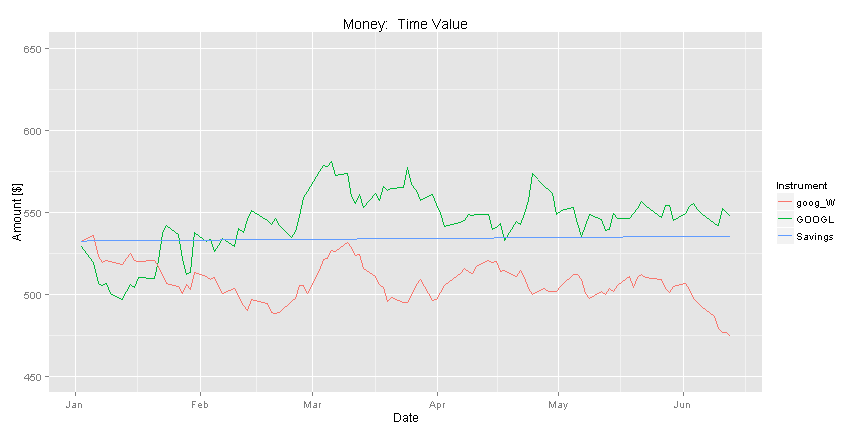 Money:  Time Value
650
600
550
500
450
Amount [$]
Jan Feb Mar Apr May Jun
Date
Instrument
goog_W
GOOGL
Savings